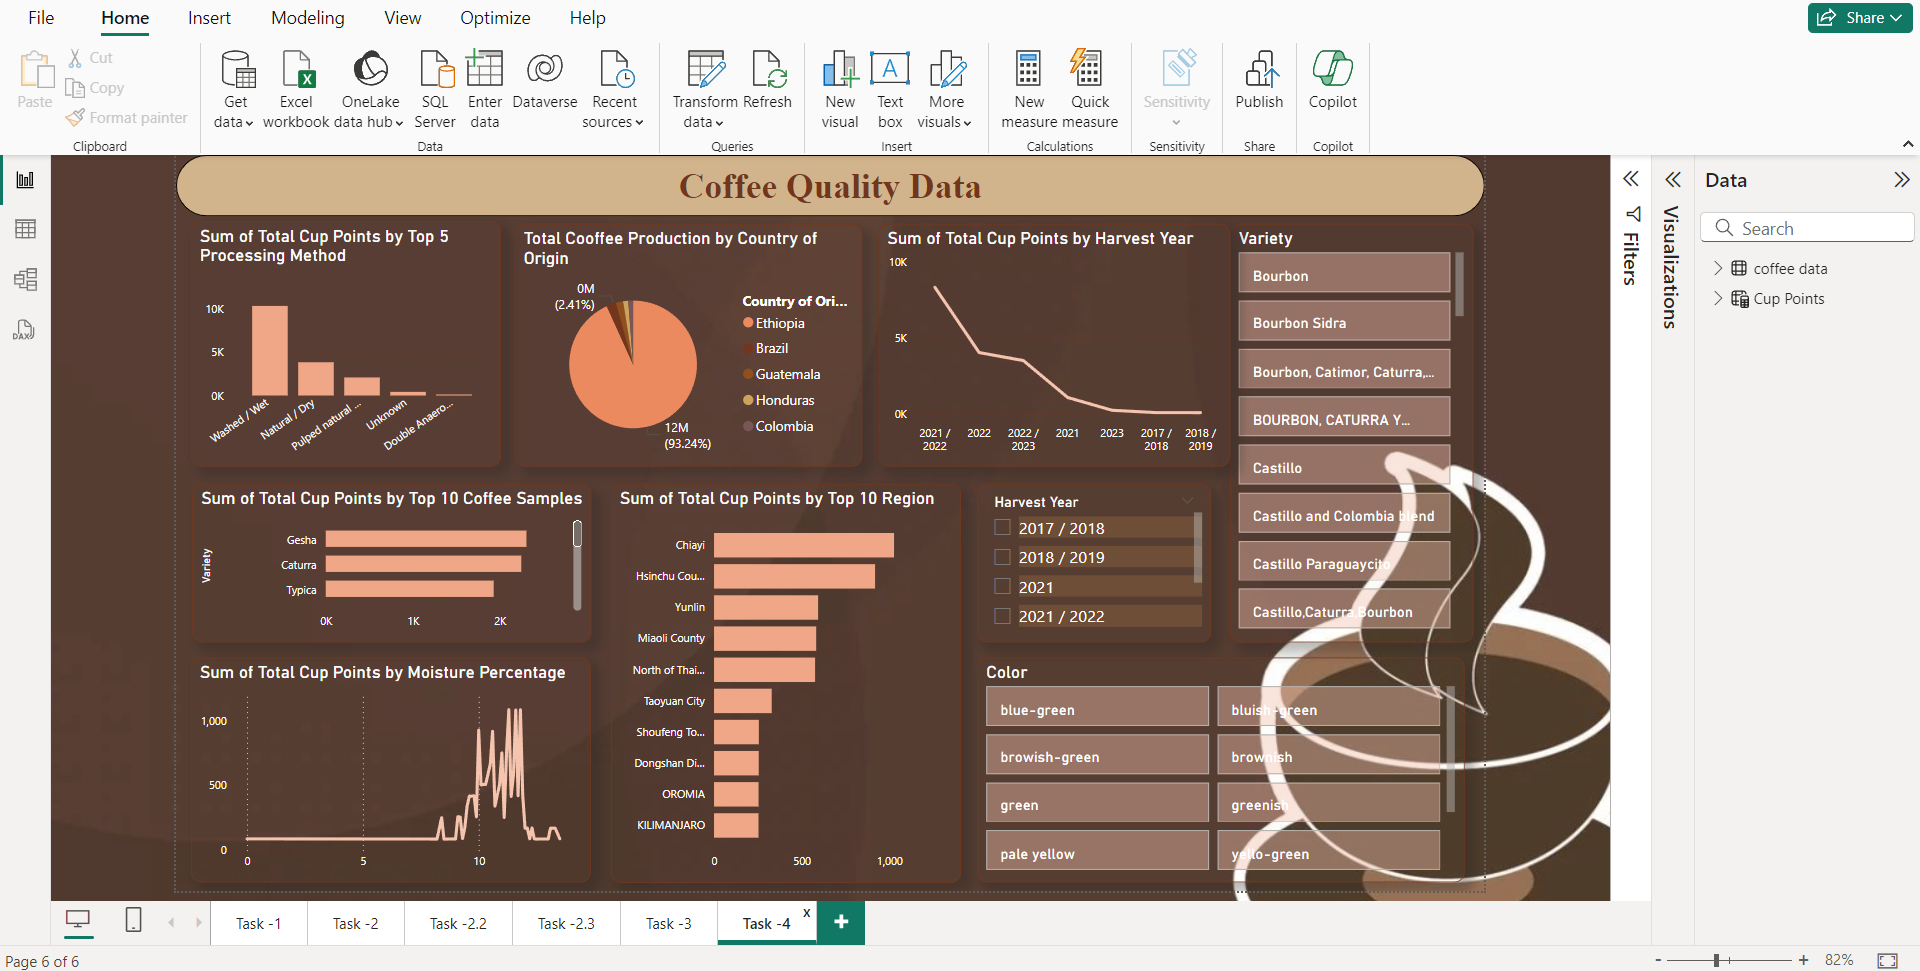 File Home Insert Modeling View Optimize Help
Share
Paste
Cut
Copy
Format painter
Clipboard
Get data
Excel workbook
OneLake data hub
SQL Server
Enter data
Dataverse
Recent sources
Data
Transform data
Refresh
Queries
New visual
Text box
More visuals
Insert
New measure
Quick measure
Calculations
Sensitivity
Sensitivity
Publish
Share
Copilot
Copilot
DAX
Coffee Quality Data
Sum of Total Cup Points by Top 5
Processing Method
10K
5K
0K
Washed / Wet
Natural / Dry
Pulped natural ...
Unknown
Double Anaero...
Total Cooffee Production by Country of
Origin
0M
(2.41%)
12M
(93.24%)
Country of Ori...
Ethiopia
Brazil
Guatemala
Honduras
Colombia
Sum of Total Cup Points by Harvest Year
10K
5K
0K
2021 / 2022
2022
2022 / 2023
2021
2023
2017 / 2018
2018 / 2019
Variety
Bourbon
Bourbon Sidra
Bourbon, Catimor, Caturra,...
BOURBON, CATURRA Y...
Castillo
Castillo and Colombia blend
Castillo Paraguaycito
Castillo,Caturra,Bourbon
Sum of Total Cup Points by Top 10 Coffee Samples
Variety
Gesha
Caturra
Typica
0K 1K 2K
Sum of Total Cup Points by Top 10 Region
Chiayi
Hsinchu Cou...
Yunlin
Miaoli County
North of Thai...
Taoyuan City
Shoufeng To...
Dongshan Di...
OROMIA
KILIMANJARO
0 500 1,000
Harvest Year
2017 / 2018
2018 / 2019
2021
2021 / 2022
Sum of Total Cup Points by Moisture Percentage
1,000
500
0
0 5 10
Color
blue-green bluish-green
browish-green brownish
green greenish
pale yellow yello-green
Filters
Visualizations
Data
Search
coffee data
Cup Points
Task -1 Task -2 Task -2.2 Task -2.3 Task -3 Task -4 x +
Page 6 of 6
- + 82%